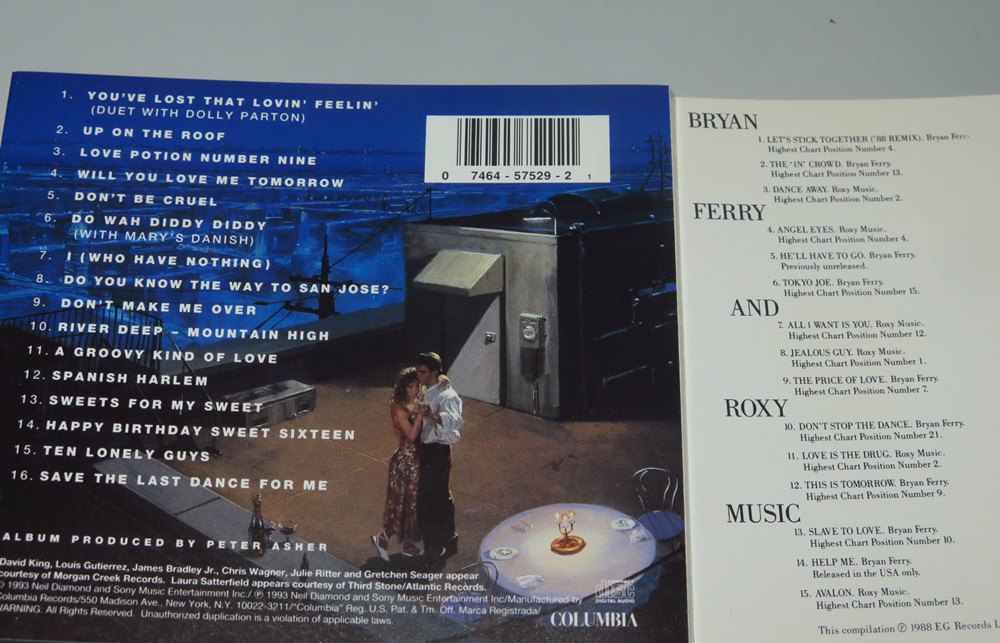 1. YOU'VE LOST THAT LOVIN' FEELIN'
(DUET WITH DOLLY PARTON)
2. UP ON THE ROOF
3. LOVE POTION NUMBER NINE
4. WILL YOU LOVE ME TOMORROW
5. DON'T BE CRUEL
6. DO WAH DIDDY DIDDY
(WITH MARY'S DANISH)
7. I (WHO HAVE NOTHING)
8. DO YOU KNOW THE WAY TO SAN JOSE?
9. DON'T MAKE ME OVER
10. RIVER DEEP – MOUNTAIN HIGH
11. A GROOVY KIND OF LOVE
12. SPANISH HARLEM
13. SWEETS FOR MY SWEET
14. HAPPY BIRTHDAY SWEET SIXTEEN
15. TEN LONELY GUYS
16. SAVE THE LAST DANCE FOR ME
ALBUM PRODUCED BY PETER ASHER
David King, Louis Gutierrez, James Bradley Jr., Chris Wagner, Julie Ritter and Gretchen Seager appear
courtesy of Morgan Creek Records. Laura Satterfield appears courtesy of Third Stone/Atlantic Records.
© 1993 Neil Diamond and Sony Music Entertainment Inc./ ℗ 1993 Neil Diamond and Sony Music Entertainment Inc/Manufactured by
Columbia Records/550 Madison Ave., New York, N.Y. 10022-3211/"Columbia" Reg. U.S. Pat. & Tm. Off. Marca Registrada/
WARNING: All Rights Reserved. Unauthorized duplication is a violation of applicable laws.
0 7464-57529-2 1
COMPACT
disc
DIGITAL AUDIO
COLUMBIA
BRYAN
1. LET'S STICK TOGETHER ('88 REMIX). Bryan Ferr
Highest Chart Position Number 4.
2. THE 'IN' CROWD. Bryan Ferry.
Highest Chart Position Number 13.
3. DANCE AWAY. Roxy Music.
Highest Chart Position Number 2.
FERRY
4. ANGEL EYES. Roxy Music.
Highest Chart Position Number 4.
5. HE'LL HAVE TO GO. Bryan Ferry.
Previously unreleased.
6. TOKYO JOE. Bryan Ferry.
Highest Chart Position Number 15.
AND
7. ALL I WANT IS YOU. Roxy Music.
Highest Chart Position Number 12.
8. JEALOUS GUY. Roxy Music.
Highest Chart Position Number 1.
9. THE PRICE OF LOVE. Bryan Ferry.
Highest Chart Position Number 7.
ROXY
10. DON'T STOP THE DANCE. Bryan Ferry.
Highest Chart Position Number 21.
11. LOVE IS THE DRUG. Roxy Music.
Highest Chart Position Number 2.
12. THIS IS TOMORROW. Bryan Ferry.
Highest Chart Position Number 9.
MUSIC
13. SLAVE TO LOVE. Bryan Ferry.
Highest Chart Position Number 10.
14. HELP ME. Bryan Ferry.
Released in the USA only.
15. AVALON. Roxy Music.
Highest Chart Position Number 13.
This compilation ℗ 1988 E.G. Records L